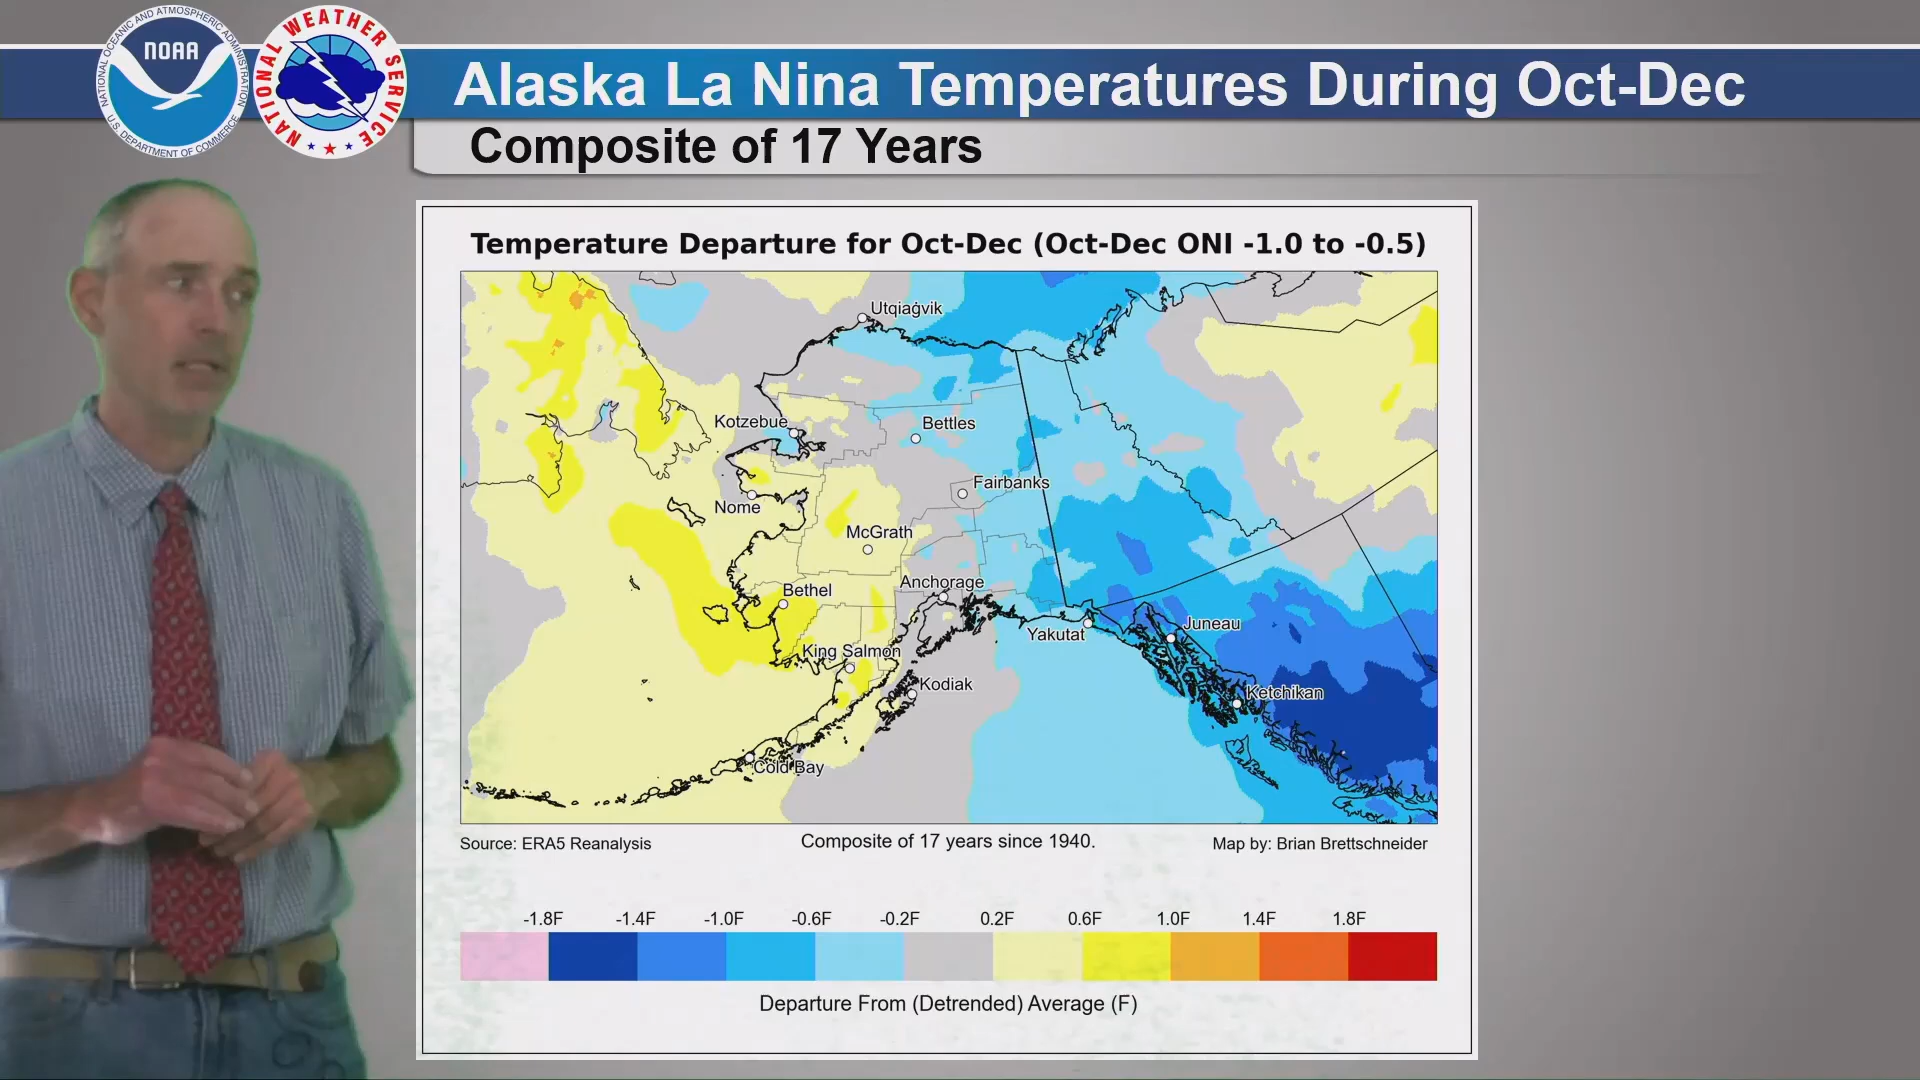 NATIONAL OCEANIC AND ATMOSPHERIC ADMINISTRATION
NOAA
U.S. DEPARTMENT OF COMMERCE
NATIONAL WEATHER SERVICE
Alaska La Nina Temperatures During Oct-Dec
Composite of 17 Years
Temperature Departure for Oct-Dec (Oct-Dec ONI -1.0 to -0.5)
Utqiaġvik
Kotzebue
Bettles
Fairbanks
Nome
McGrath
Anchorage
Bethel
Yakutat
Juneau
King Salmon
Kodiak
Ketchikan
Cold Bay
Source: ERA5 Reanalysis
Composite of 17 years since 1940.
Map by: Brian Brettschneider
-1.8F -1.4F -1.0F -0.6F -0.2F 0.2F 0.6F 1.0F 1.4F 1.8F
Departure From (Detrended) Average (F)